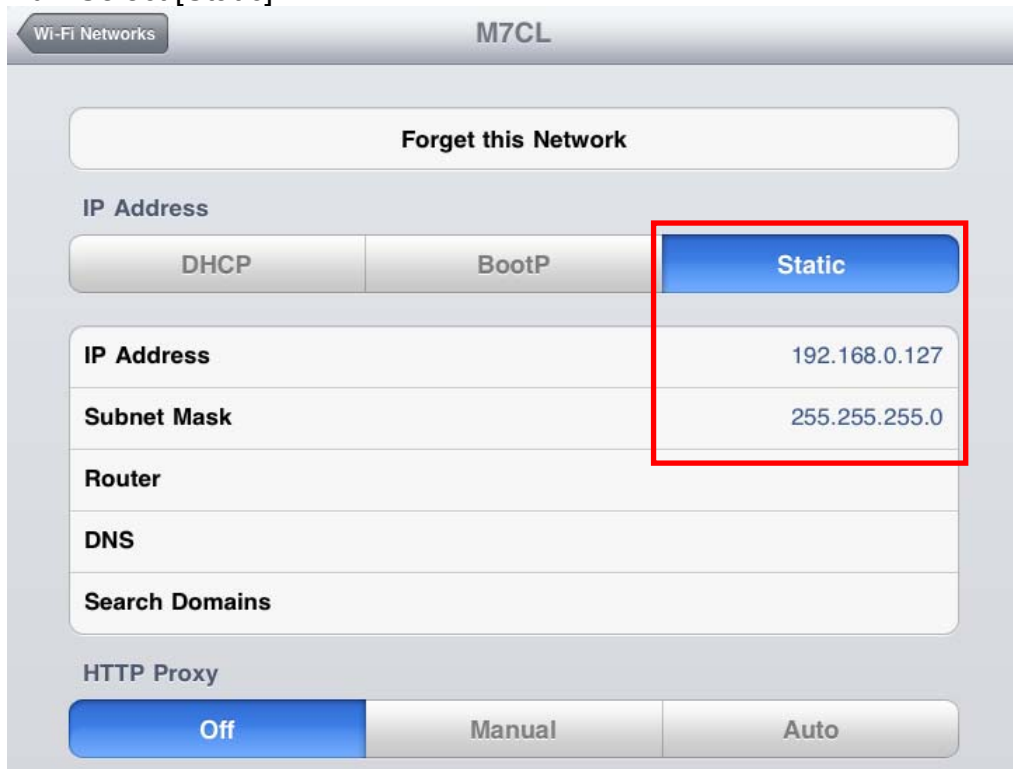 Wi-Fi Networks M7CL
Forget this Network
IP Address
DHCP BootP Static
IP Address 192.168.0.127
Subnet Mask 255.255.255.0
Router
DNS
Search Domains
HTTP Proxy
Off Manual Auto